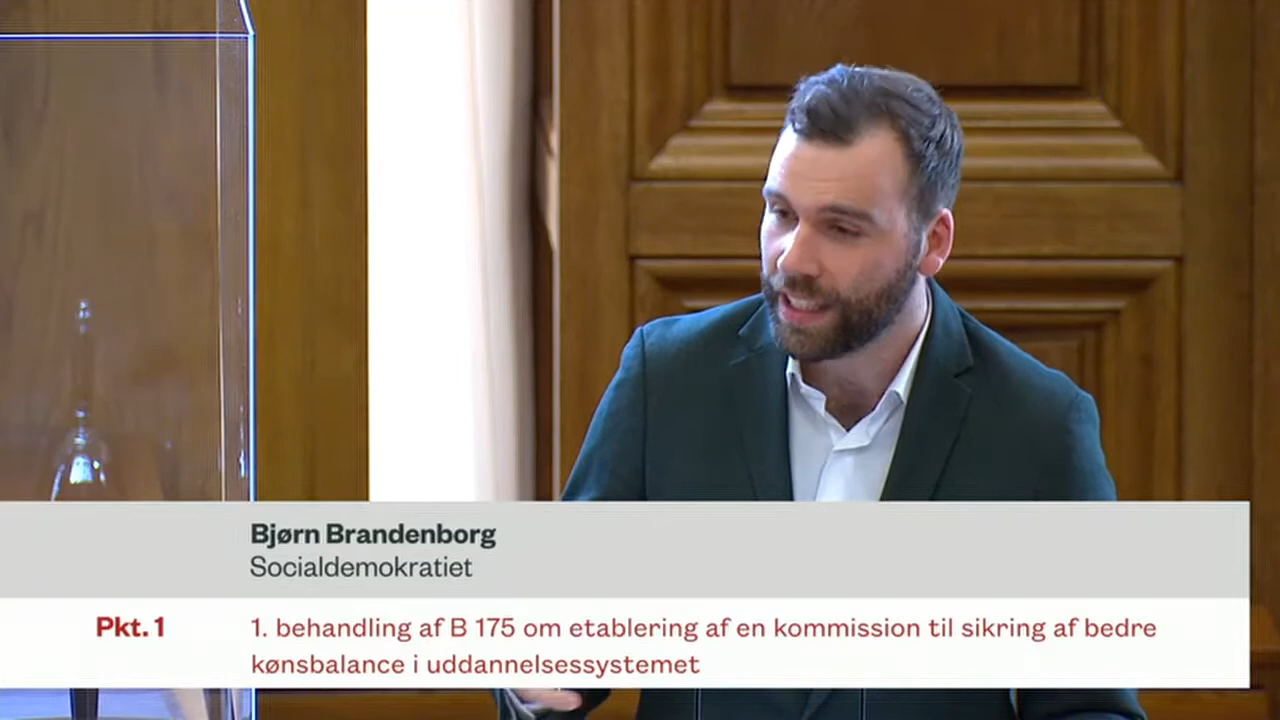 Bjørn Brandenborg
Socialdemokratiet
Pkt. 1
1. behandling af B 175 om etablering af en kommission til sikring af bedre
kønsbalance i uddannelsessystemet